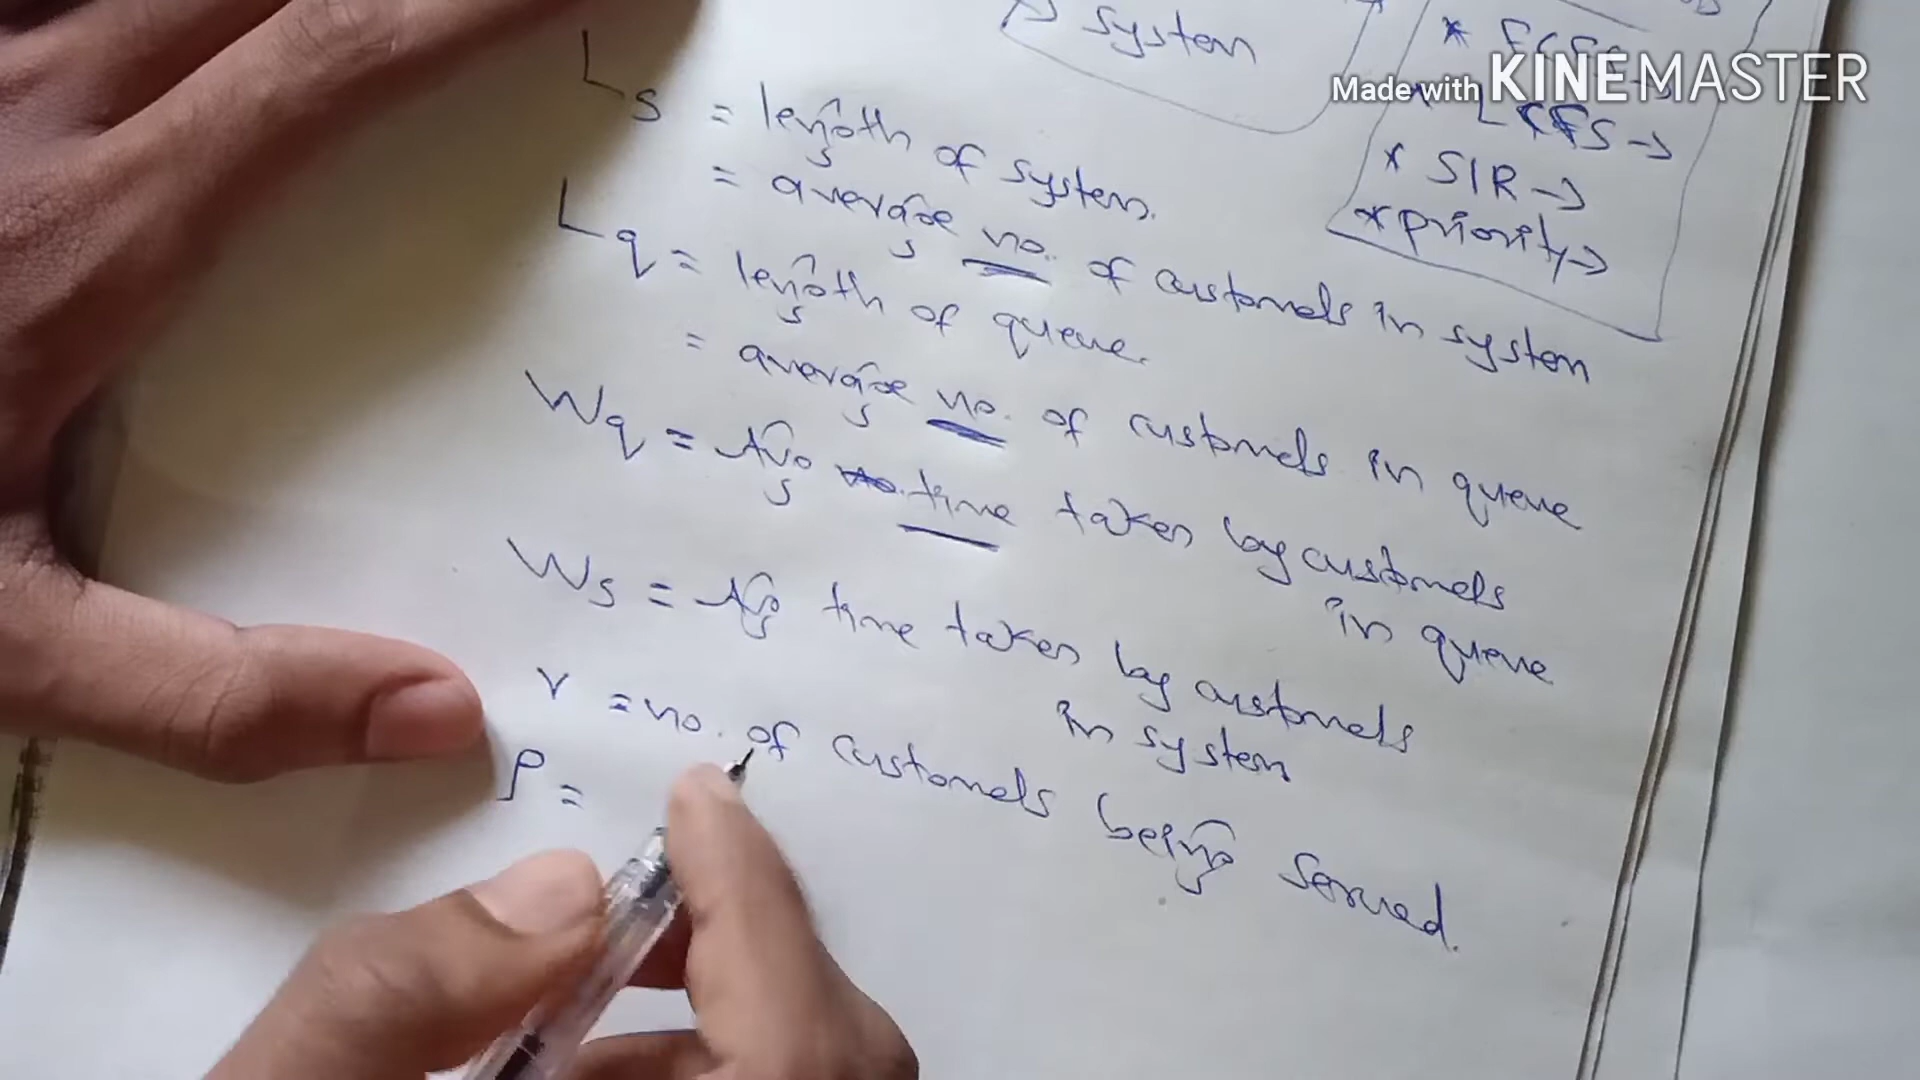 System
* FCFS
Made with KINEMASTER
* LCFS →
* SIR →
* priority →
Ls = length of system.
= average no. of customers in system
Lq = length of queue.
= average no. of customers in queue
Wq = Avg time taken by customers
in queue
Ws = Avg time taken by customers
in system
r = no. of customers being served.
ρ =